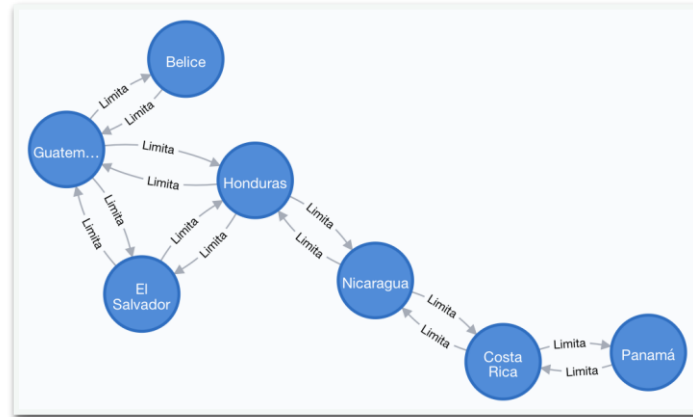 Belice
Limita
Limita
Guatem...
Limita
Limita
Honduras
Limita
Limita
Limita
Limita
El
Salvador
Limita
Limita
Nicaragua
Limita
Limita
Costa
Rica
Limita
Limita
Panamá